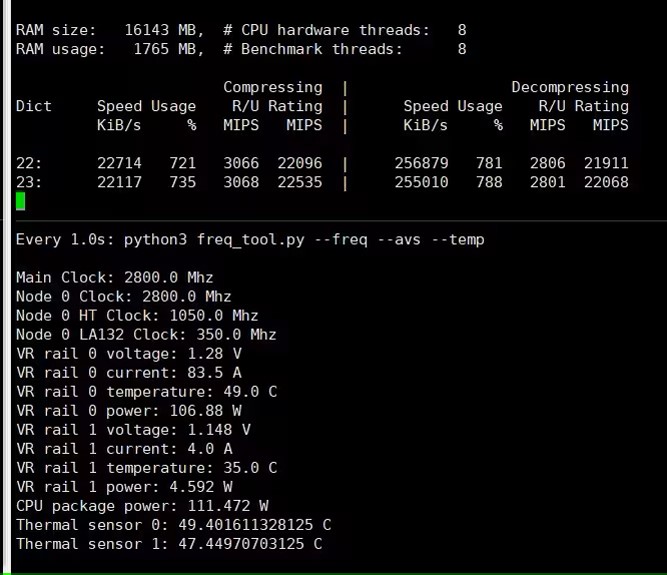 RAM size:   16143 MB,  # CPU hardware threads:   8
RAM usage:   1765 MB,  # Benchmark threads:      8
                       Compressing  |                  Decompressing
Dict     Speed Usage    R/U Rating  |      Speed Usage    R/U Rating
         KiB/s     %   MIPS   MIPS  |      KiB/s     %   MIPS   MIPS
22:      22714   721   3066  22096  |     256879   781   2806  21911
23:      22117   735   3068  22535  |     255010   788   2801  22068
Every 1.0s: python3 freq_tool.py --freq --avs --temp
Main Clock: 2800.0 Mhz
Node 0 Clock: 2800.0 Mhz
Node 0 HT Clock: 1050.0 Mhz
Node 0 LA132 Clock: 350.0 Mhz
VR rail 0 voltage: 1.28 V
VR rail 0 current: 83.5 A
VR rail 0 temperature: 49.0 C
VR rail 0 power: 106.88 W
VR rail 1 voltage: 1.148 V
VR rail 1 current: 4.0 A
VR rail 1 temperature: 35.0 C
VR rail 1 power: 4.592 W
CPU package power: 111.472 W
Thermal sensor 0: 49.401611328125 C
Thermal sensor 1: 47.44970703125 C